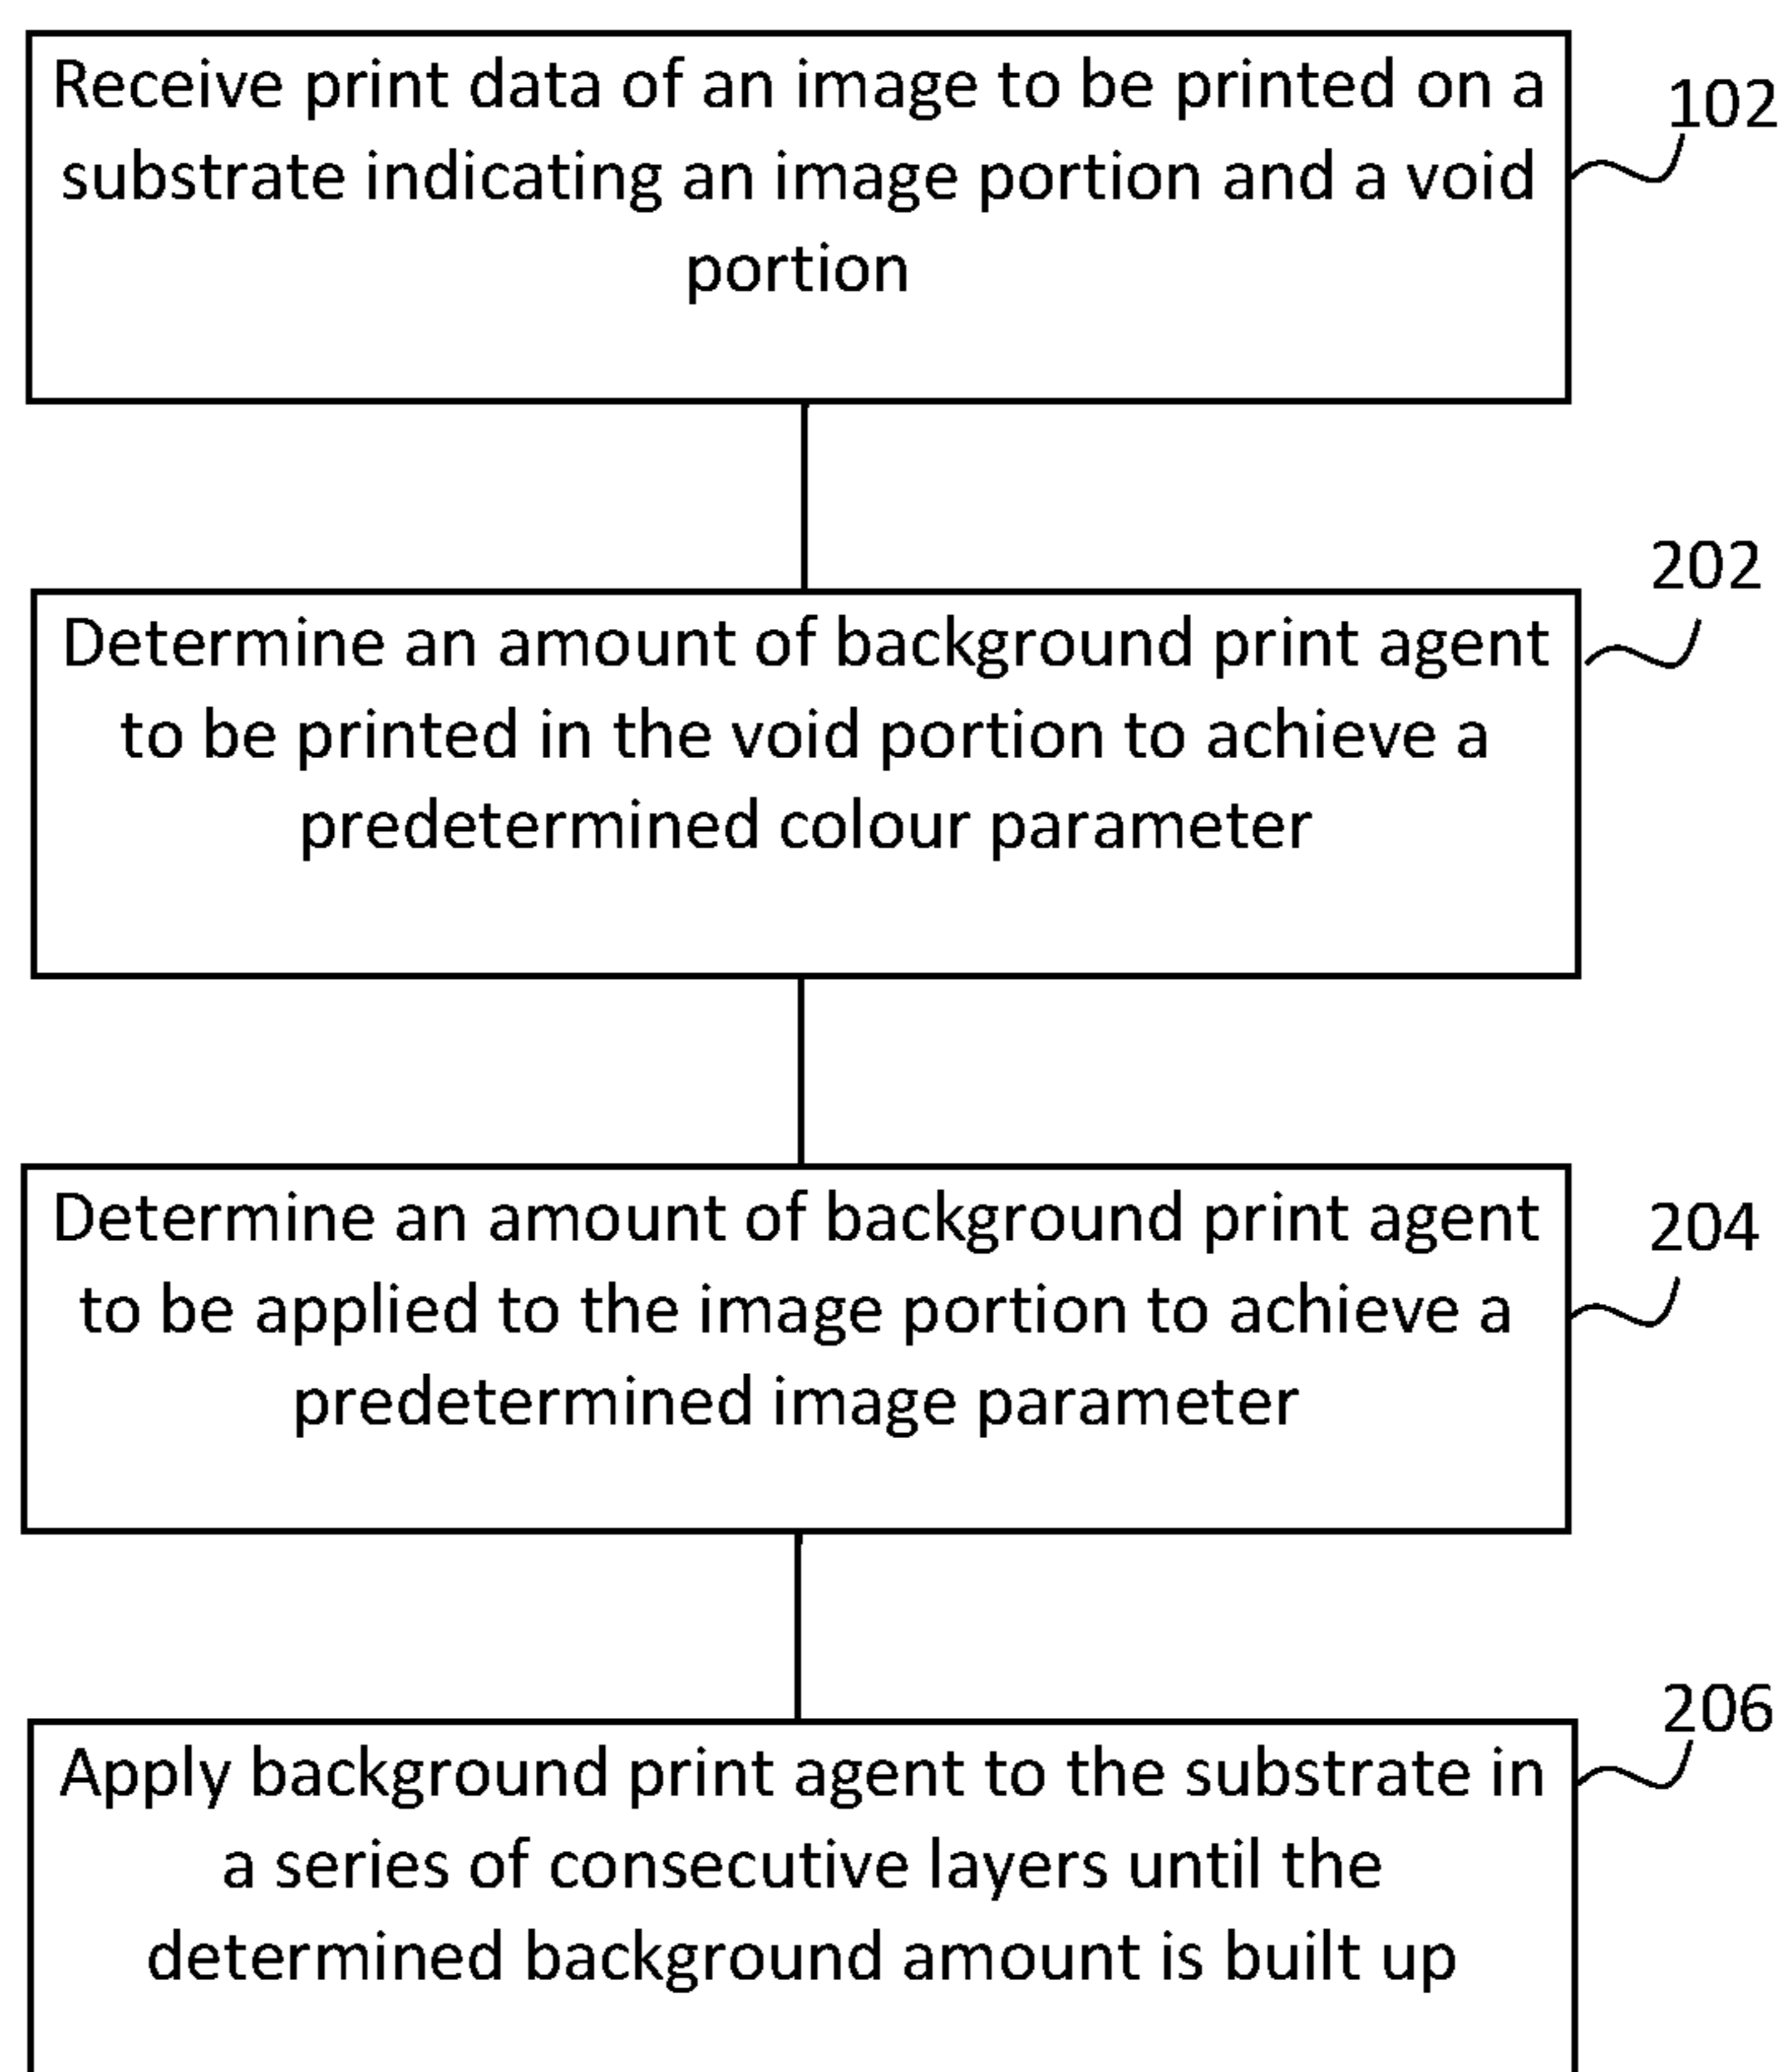 Receive print data of an image to be printed on a
substrate indicating an image portion and a void
portion
102
202
Determine an amount of background print agent
to be printed in the void portion to achieve a
predetermined colour parameter
Determine an amount of background print agent
to be applied to the image portion to achieve a
predetermined image parameter
204
206
Apply background print agent to the substrate in
a series of consecutive layers until the
determined background amount is built up